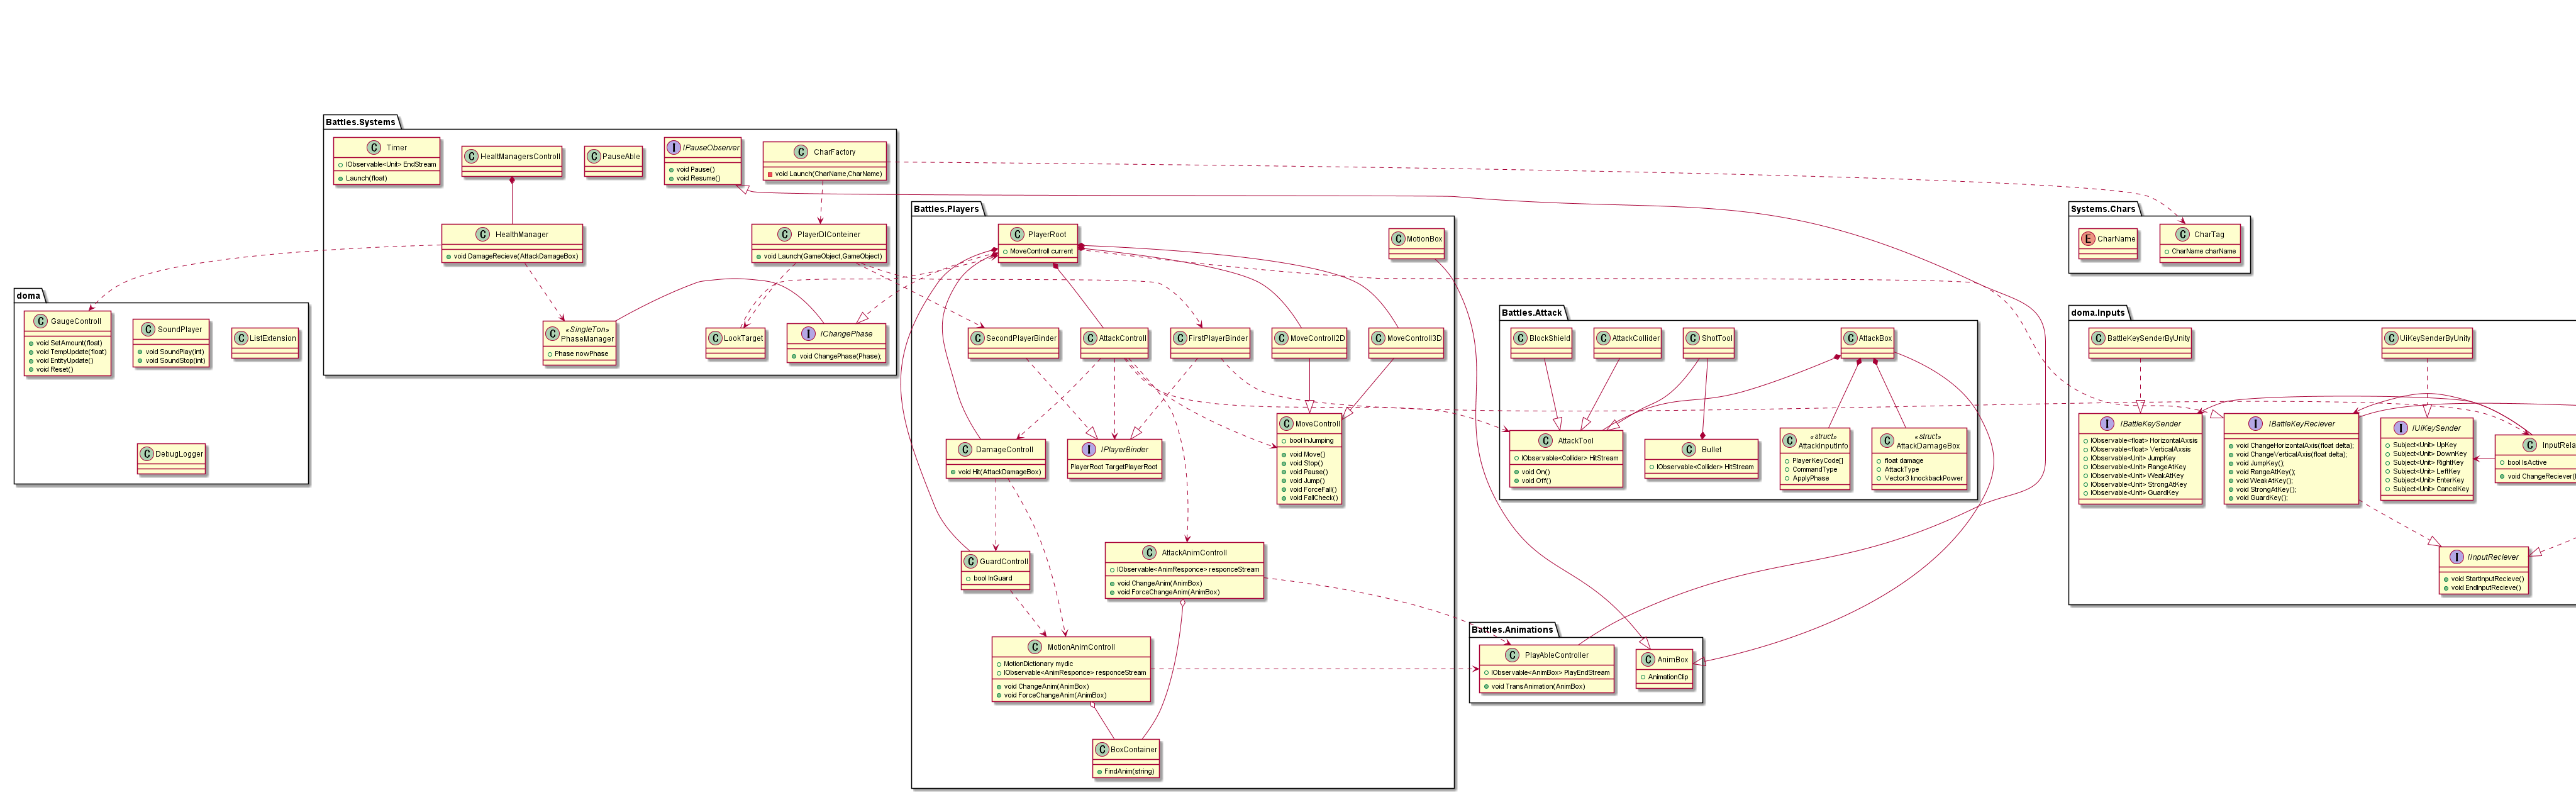 Battles.Systems
C Timer
IObservable<Unit> EndStream
Launch(float)
C HealtManagersControll
C PauseAble
I IPauseObserver
void Pause()
void Resume()
C CharFactory
void Launch(CharName,CharName)
C HealthManager
void DamageRecieve(AttackDamageBox)
C PlayerDIConteiner
void Launch(GameObject,GameObject)
C «SingleTon»
PhaseManager
Phase nowPhase
C LookTarget
I IChangePhase
void ChangePhase(Phase);
doma
C GaugeControll
void SetAmount(float)
void TempUpdate(float)
void EntityUpdate()
void Reset()
C SoundPlayer
void SoundPlay(int)
void SoundStop(int)
C ListExtension
C DebugLogger
Battles.Players
C PlayerRoot
MoveControll current
C MotionBox
C SecondPlayerBinder
C AttackControll
C FirstPlayerBinder
C MoveControll2D
C MoveControll3D
C DamageControll
void Hit(AttackDamageBox)
I IPlayerBinder
PlayerRoot TargetPlayerRoot
C MoveControll
bool InJumping
void Move()
void Stop()
void Pause()
void Jump()
void ForceFall()
void FallCheck()
C GuardControll
bool InGuard
C AttackAnimControll
IObservable<AnimResponce> responceStream
void ChangeAnim(AnimBox)
void ForceChangeAnim(AnimBox)
C MotionAnimControll
MotionDictionary mydic
IObservable<AnimResponce> responceStream
void ChangeAnim(AnimBox)
void ForceChangeAnim(AnimBox)
C BoxContainer
FindAnim(string)
Battles.Attack
C BlockShield
C AttackCollider
C ShotTool
C AttackBox
C AttackTool
IObservable<Collider> HitStream
void On()
void Off()
C Bullet
IObservable<Collider> HitStream
C «struct»
AttackInputInfo
PlayerKeyCode[]
CommandType
ApplyPhase
C «struct»
AttackDamageBox
float damage
AttackType
Vector3 knockbackPower
Battles.Animations
C PlayAbleController
IObservable<AnimBox> PlayEndStream
void TransAnimation(AnimBox)
C AnimBox
AnimationClip
Systems.Chars
E CharName
C CharTag
CharName charName
doma.Inputs
C BattleKeySenderByUnity
C UiKeySenderByUnity
I IBattleKeySender
IObservable<float> HorizontalAxsis
IObservable<float> VerticalAxsis
IObservable<Unit> JumpKey
IObservable<Unit> RangeAtKey
IObservable<Unit> WeakAtKey
IObservable<Unit> StrongAtKey
IObservable<Unit> GuardKey
I IBattleKeyReciever
void ChangeHorizontalAxis(float delta);
void ChangeVerticalAxis(float delta);
void JumpKey();
void RangeAtKey();
void WeakAtKey();
void StrongAtKey();
void GuardKey();
I IUiKeySender
Subject<Unit> UpKey
Subject<Unit> DownKey
Subject<Unit> RightKey
Subject<Unit> LeftKey
Subject<Unit> EnterKey
Subject<Unit> CancelKey
C InputRela
bool IsActive
void ChangeReciever(
I IInputReciever
void StartInputRecieve()
void EndInputRecieve()